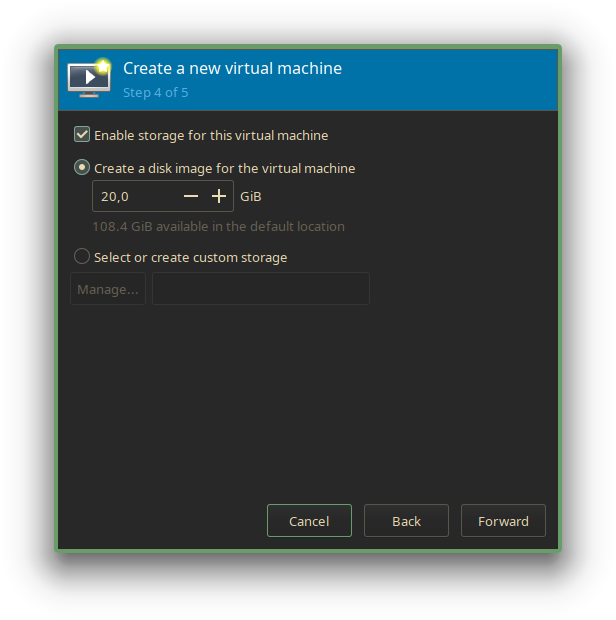 Create a new virtual machine
Step 4 of 5
Enable storage for this virtual machine
Create a disk image for the virtual machine
20,0 GiB
108.4 GiB available in the default location
Select or create custom storage
Manage...
Cancel Back Forward